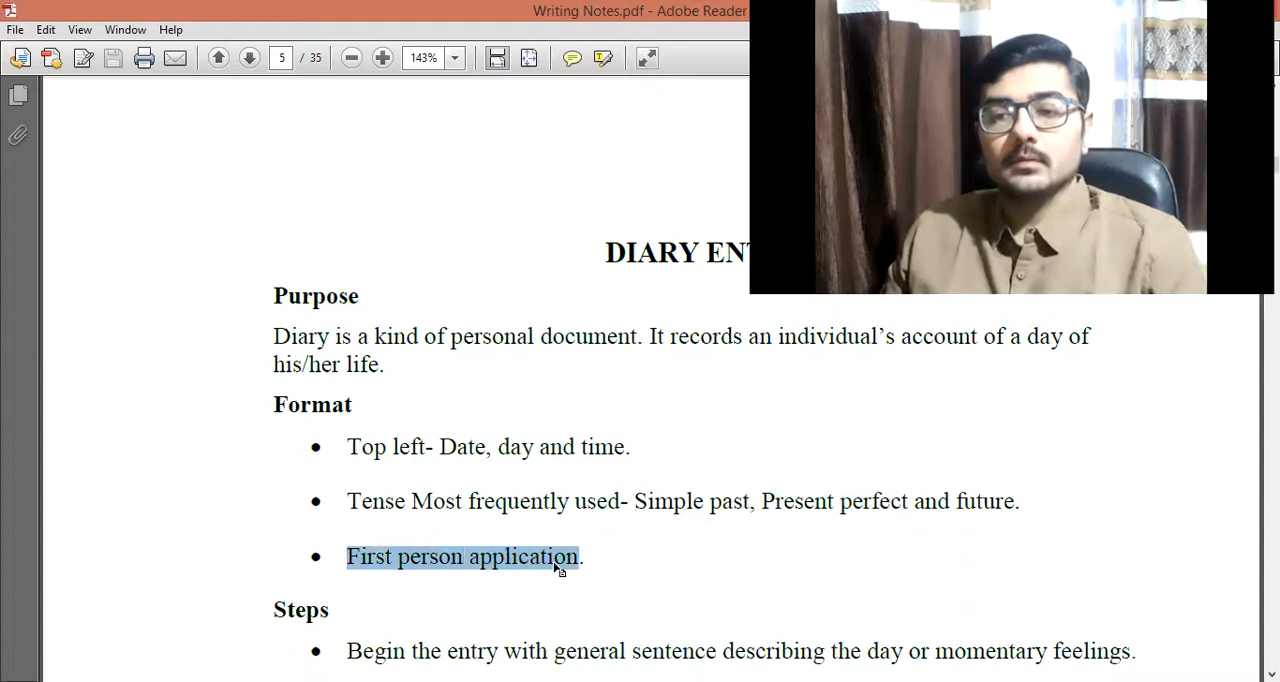 Writing Notes.pdf - Adobe Reader
File Edit View Window Help
5 / 35 143%
DIARY ENT
Purpose
Diary is a kind of personal document. It records an individual's account of a day of
his/her life.
Format
• Top left- Date, day and time.
• Tense Most frequently used- Simple past, Present perfect and future.
• First person application.
Steps
• Begin the entry with general sentence describing the day or momentary feelings.